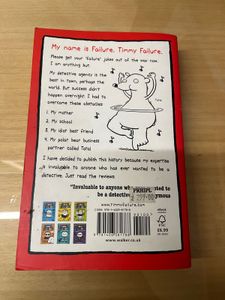 My name is Failure, Timmy Failure.
Please get your 'failure' jokes out of the way now.
I am anything but.
My detective agency is the best in town, perhaps
the world. But success didn't
happen overnight. I had to
overcome these obstacles:
1. My mother
2. School
3. My idiot best friend
4. My polar bear business
partner called Total
Total
I have decided to publish this history because my expertise
is invaluable to anyone who has ever wanted to be a
detective. Just read the reviews.
"Invaluable to anyone who
to
be a detective
ymous
www.timmyfailure.com
www.walker.co.uk
FSC
£6.99